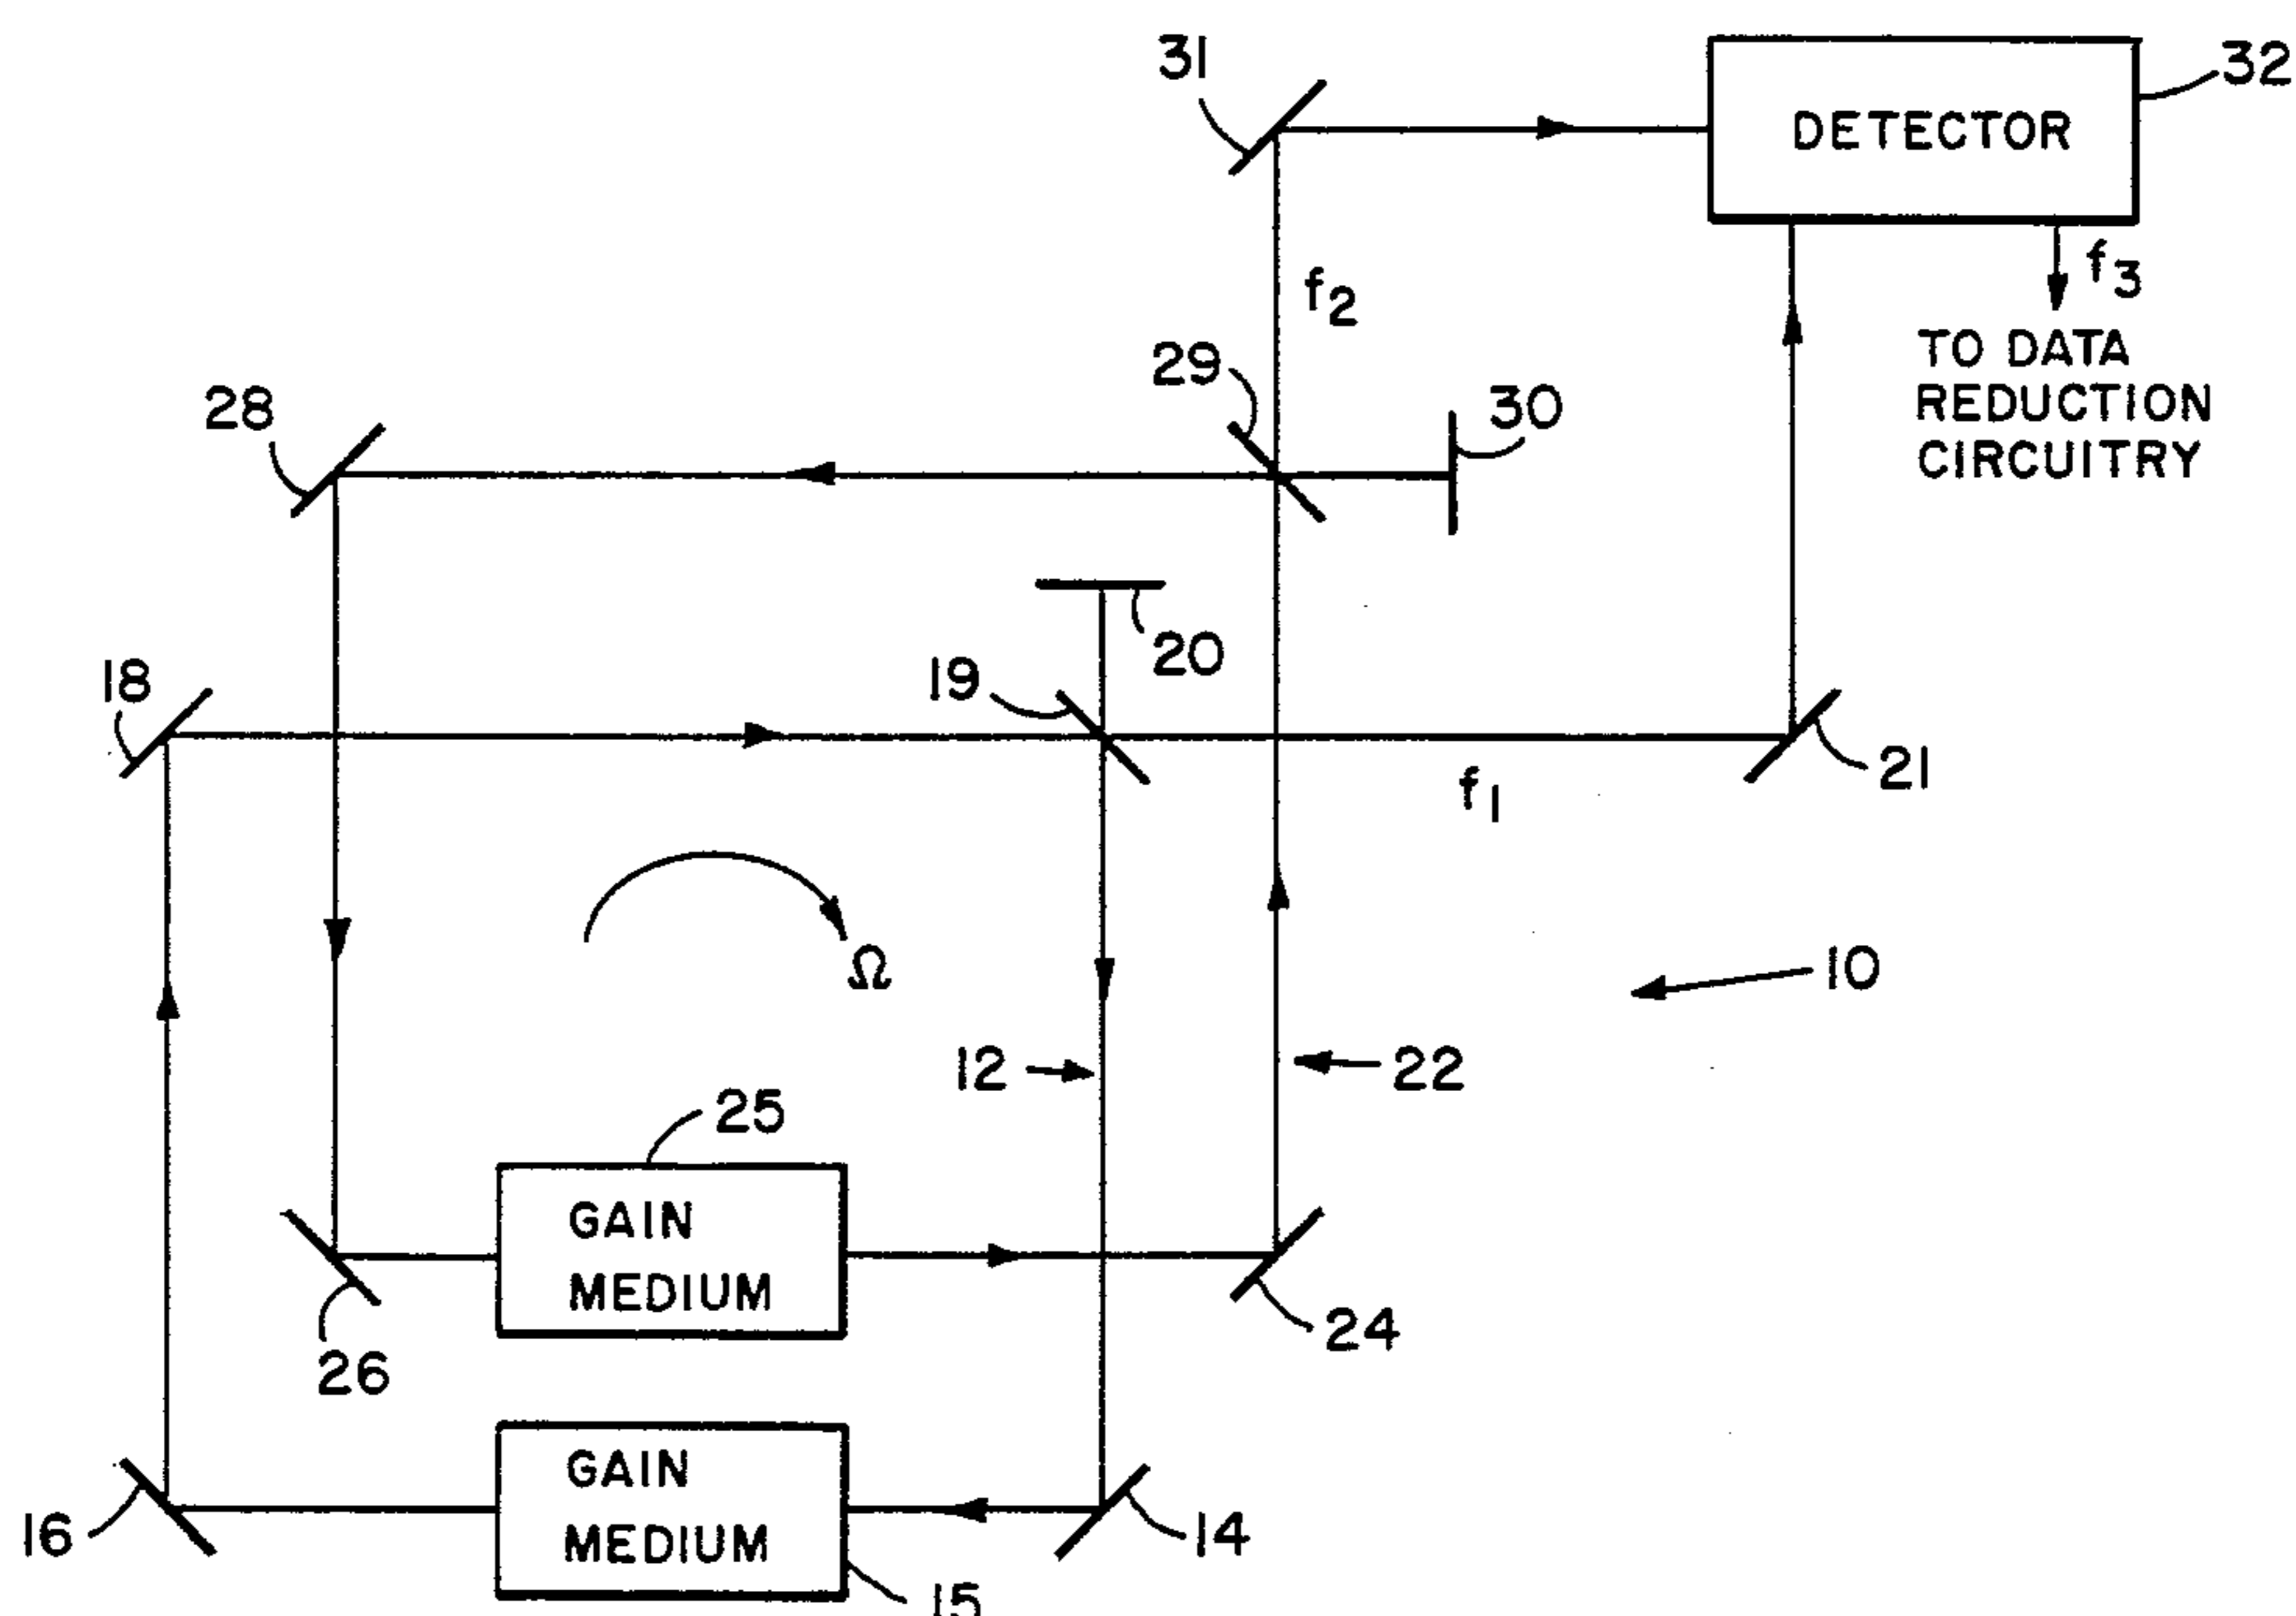 31
DETECTOR
32
f2
f3
TO DATA
REDUCTION
CIRCUITRY
29
30
28
20
19
18
21
f1
Ω
10
12
22
25
GAIN
MEDIUM
24
26
GAIN
MEDIUM
16
14
15